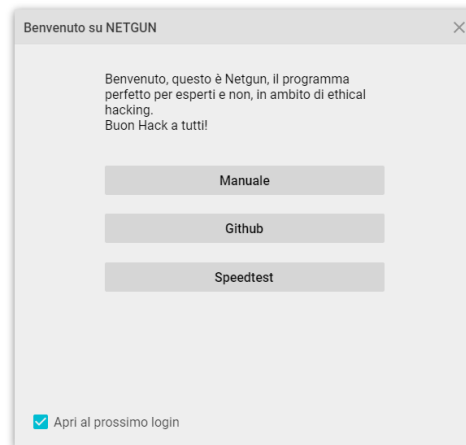 Benvenuto su NETGUN
Benvenuto, questo è Netgun, il programma
perfetto per esperti e non, in ambito di ethical
hacking.
Buon Hack a tutti!
Manuale
Github
Speedtest
Apri al prossimo login